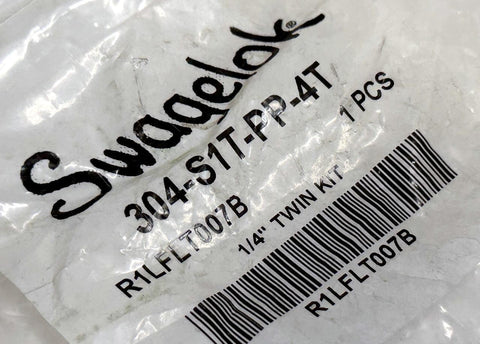 Swagelok®
304-S1T-PP-4T
1 PCS
R1LFLT007B
1/4" TWIN KIT
R1LFLT007B